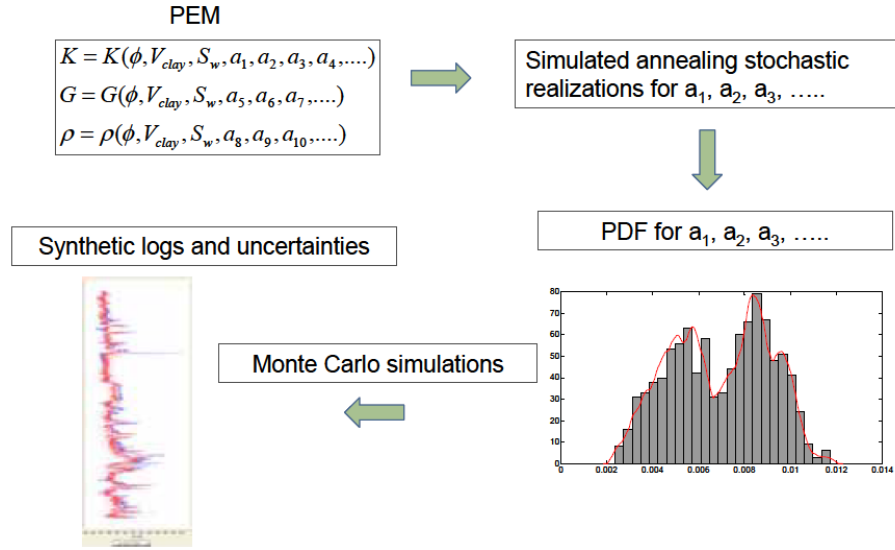 PEM
K = K(ϕ, V_clay, S_w, a_1, a_2, a_3, a_4, ....)
G = G(ϕ, V_clay, S_w, a_5, a_6, a_7, ....)
ρ = ρ(ϕ, V_clay, S_w, a_8, a_9, a_10, ....)
Simulated annealing stochastic
realizations for a_1, a_2, a_3, …..
PDF for a_1, a_2, a_3, …..
80
70
60
50
40
30
20
10
0
0 0.002 0.004 0.006 0.008 0.01 0.012 0.014
Monte Carlo simulations
Synthetic logs and uncertainties